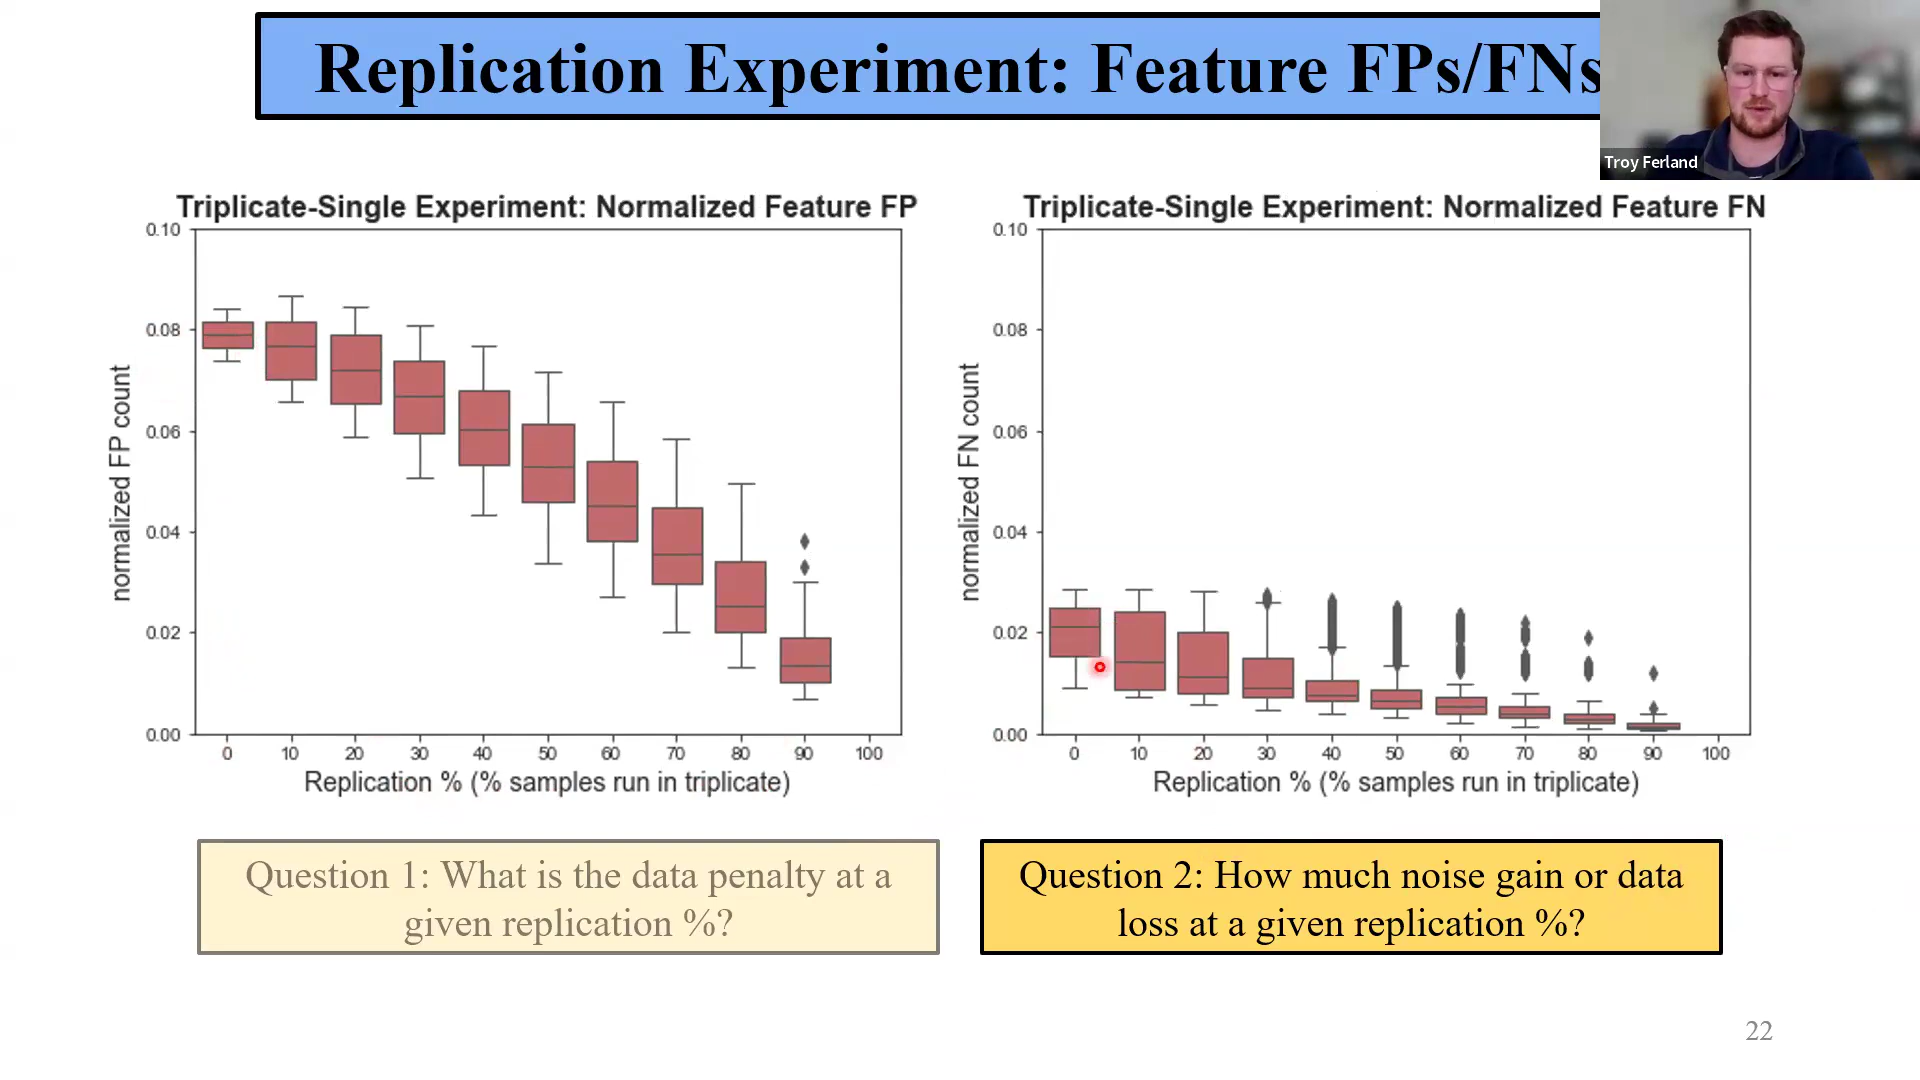 Replication Experiment: Feature FPs/FNs
Troy Ferland
Triplicate-Single Experiment: Normalized Feature FP
0.10
0.08
0.06
0.04
0.02
0.00
normalized FP count
0 10 20 30 40 50 60 70 80 90 100
Replication % (% samples run in triplicate)
Triplicate-Single Experiment: Normalized Feature FN
0.10
0.08
0.06
0.04
0.02
0.00
normalized FN count
0 10 20 30 40 50 60 70 80 90 100
Replication % (% samples run in triplicate)
Question 1: What is the data penalty at a
given replication %?
Question 2: How much noise gain or data
loss at a given replication %?
22